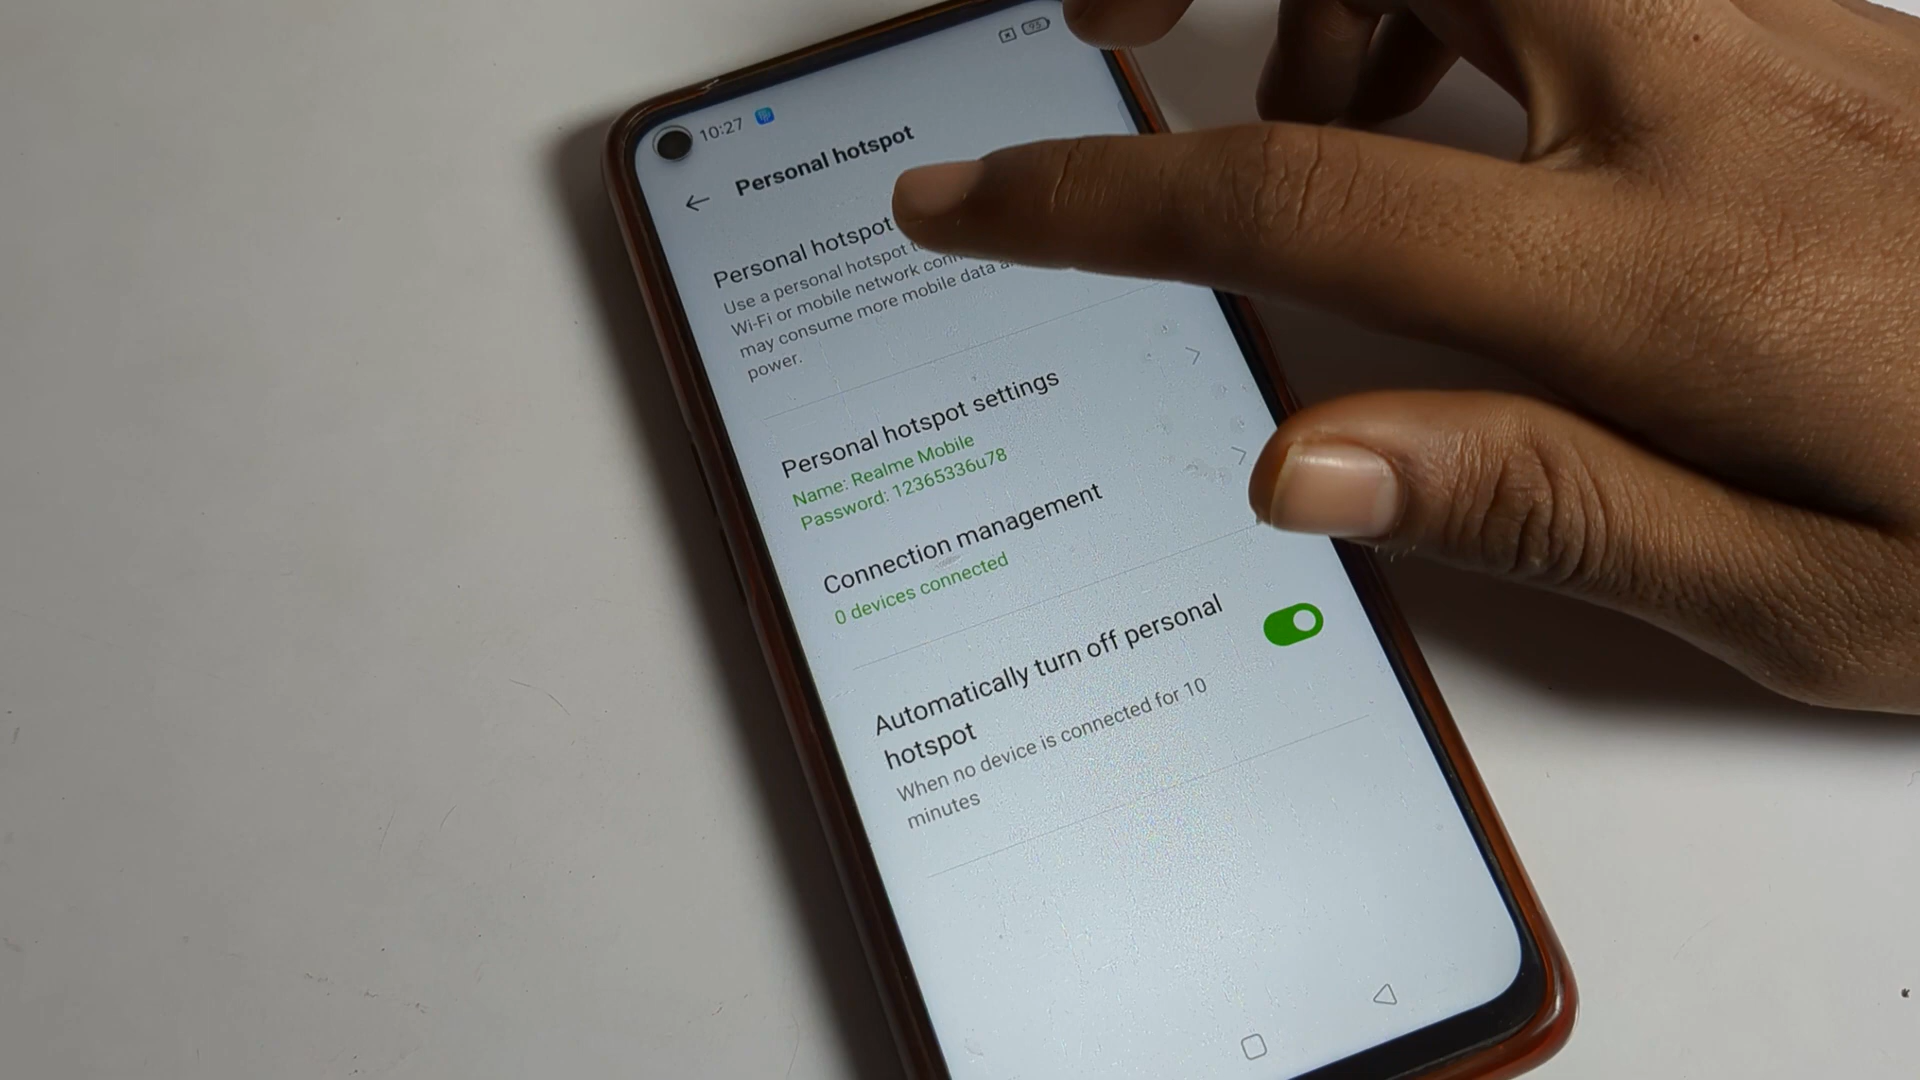 10:27
95
Personal hotspot
Personal hotspot
Use a personal hotspot
Wi-Fi or mobile network
may consume more mobile data
power.
Personal hotspot settings
Name: Realme Mobile
Password: 12365336u78
Connection management
0 devices connected
Automatically turn off personal
hotspot
When no device is connected for 10
minutes